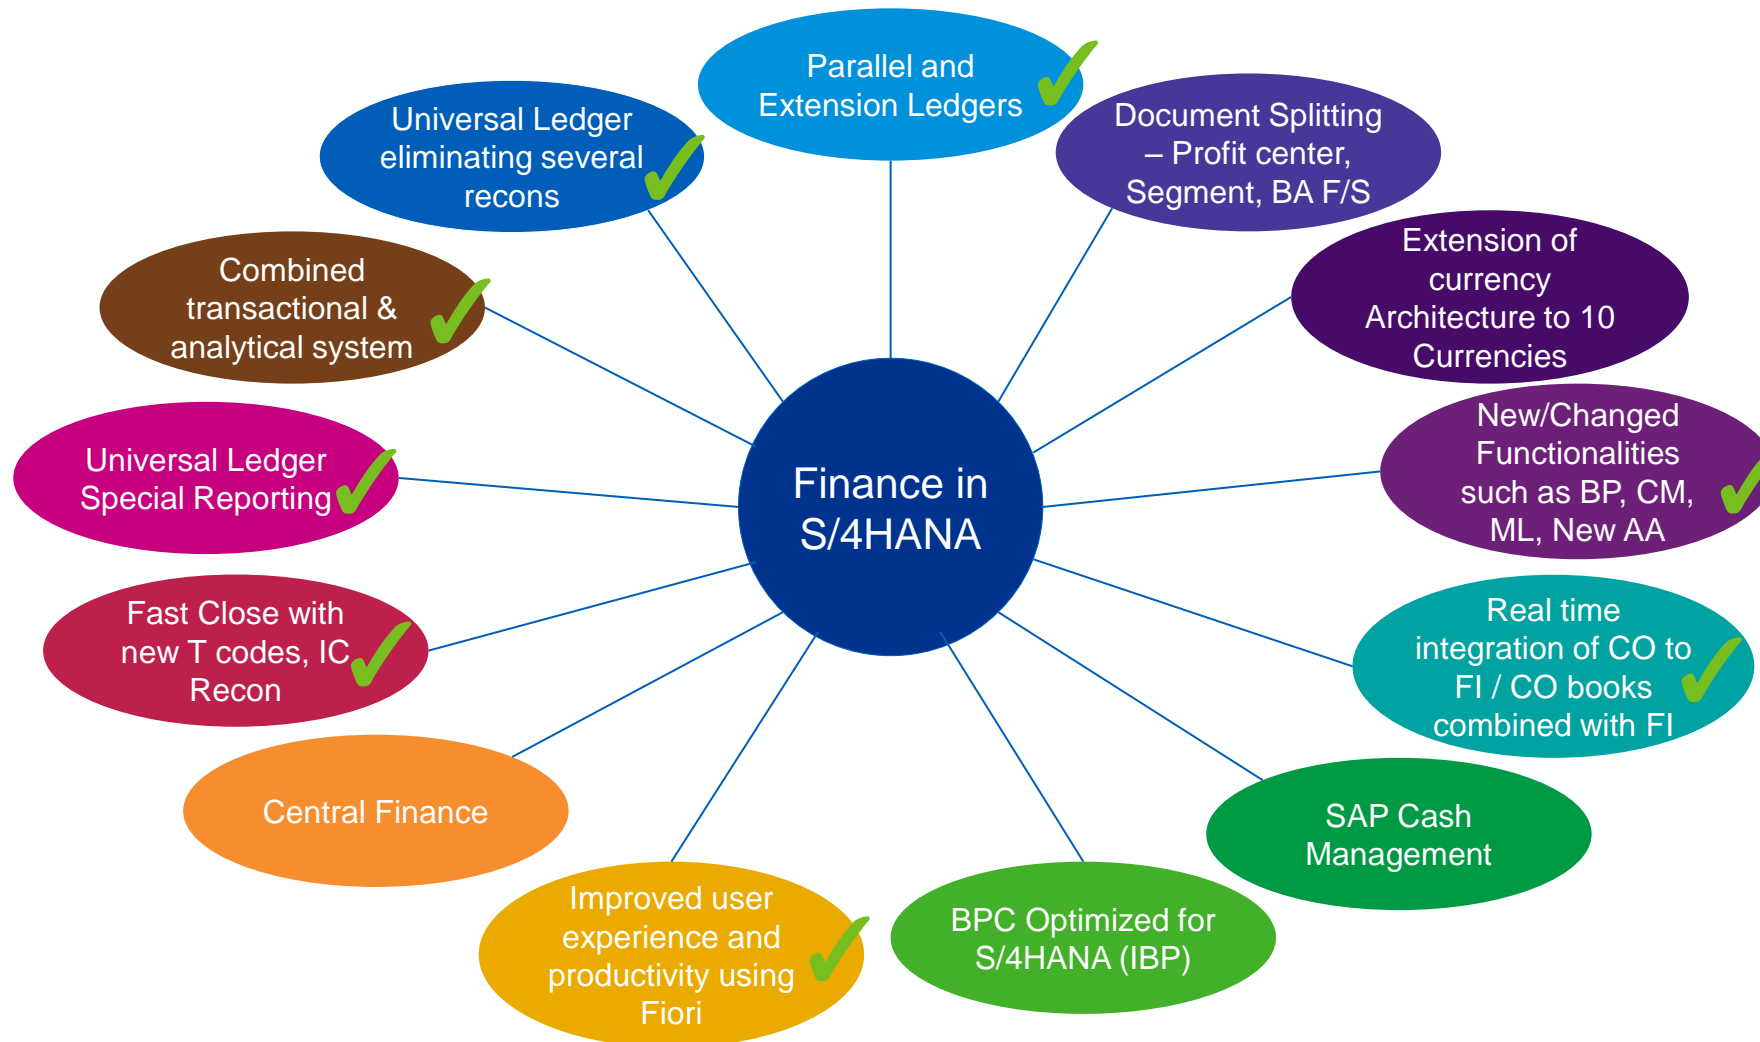 Parallel and
Extension Ledgers
Universal Ledger
eliminating several
recons
Document Splitting
– Profit center,
Segment, BA F/S
Combined
transactional &
analytical system
Extension of
currency
Architecture to 10
Currencies
Universal Ledger
Special Reporting
Finance in
S/4HANA
New/Changed
Functionalities
such as BP, CM,
ML, New AA
Fast Close with
new T codes, IC
Recon
Real time
integration of CO to
FI / CO books
combined with FI
Central Finance
SAP Cash
Management
Improved user
experience and
productivity using
Fiori
BPC Optimized for
S/4HANA (IBP)